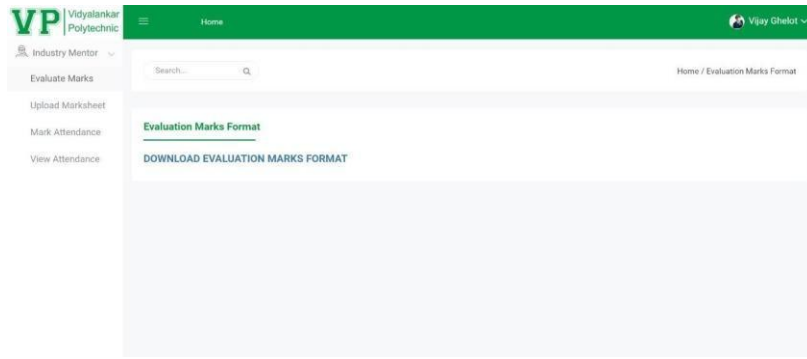 VP Vidyalankar
Polytechnic
Home
Vijay Ghelot
Industry Mentor
Evaluate Marks
Upload Marksheet
Mark Attendance
View Attendance
Search...
Home / Evaluation Marks Format
Evaluation Marks Format
DOWNLOAD EVALUATION MARKS FORMAT